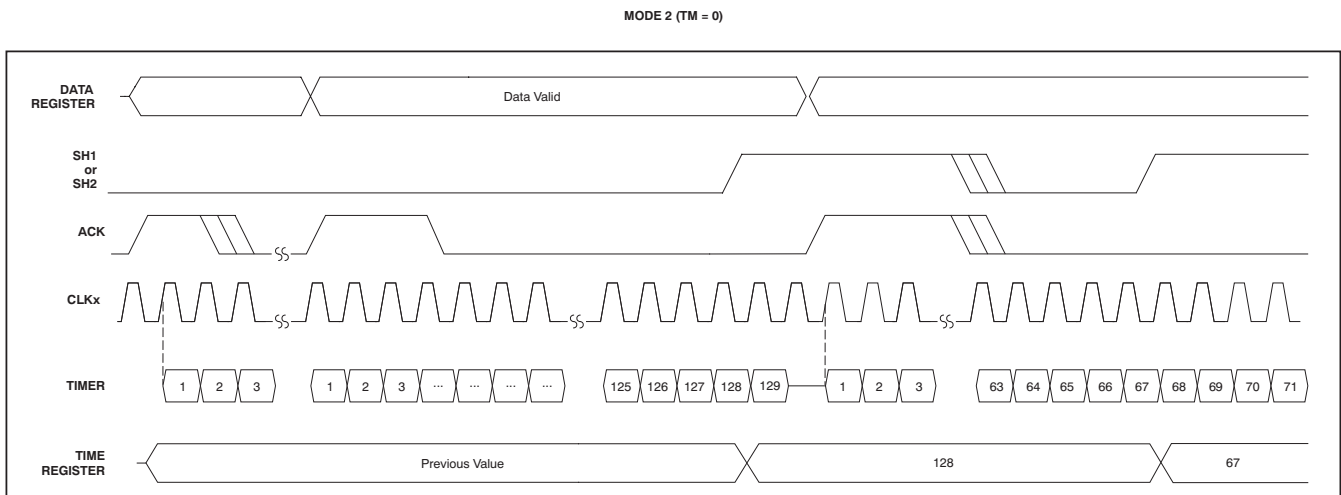 MODE 2 (TM = 0)
DATA
REGISTER
Data Valid
SH1
or
SH2
ACK
CLKx
TIMER
1 2 3 1 2 3 ... ... ... ... 125 126 127 128 129 1 2 3 63 64 65 66 67 68 69 70 71
TIME
REGISTER
Previous Value 128 67